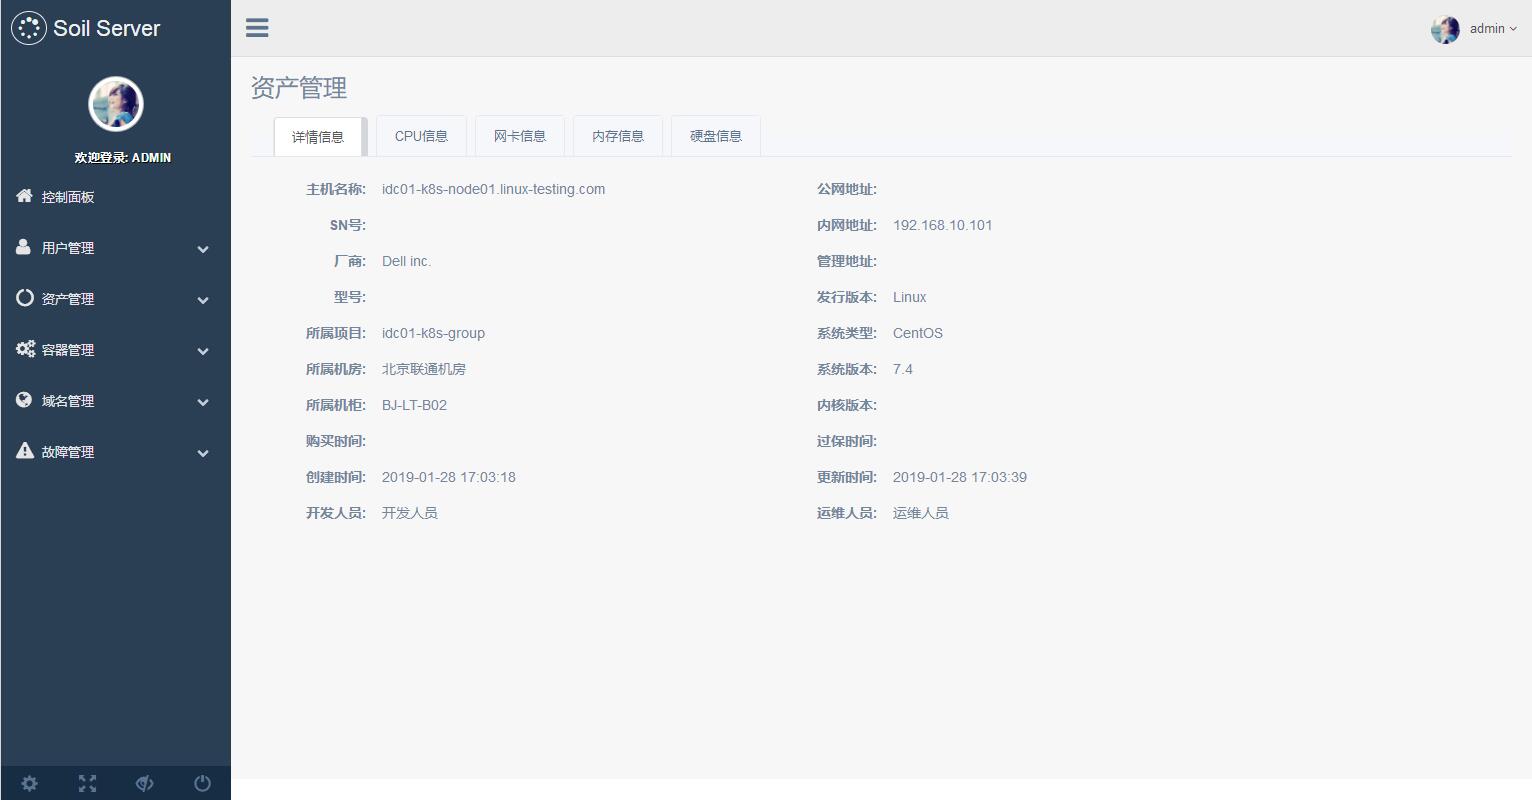 Soil Server
admin
欢迎登录: ADMIN
控制面板
用户管理
资产管理
容器管理
域名管理
故障管理
资产管理
详情信息 CPU信息 网卡信息 内存信息 硬盘信息
主机名称: idc01-k8s-node01.linux-testing.com 公网地址:
SN号: 内网地址: 192.168.10.101
厂商: Dell inc. 管理地址:
型号: 发行版本: Linux
所属项目: idc01-k8s-group 系统类型: CentOS
所属机房: 北京联通机房 系统版本: 7.4
所属机柜: BJ-LT-B02 内核版本:
购买时间: 过保时间:
创建时间: 2019-01-28 17:03:18 更新时间: 2019-01-28 17:03:39
开发人员: 开发人员 运维人员: 运维人员